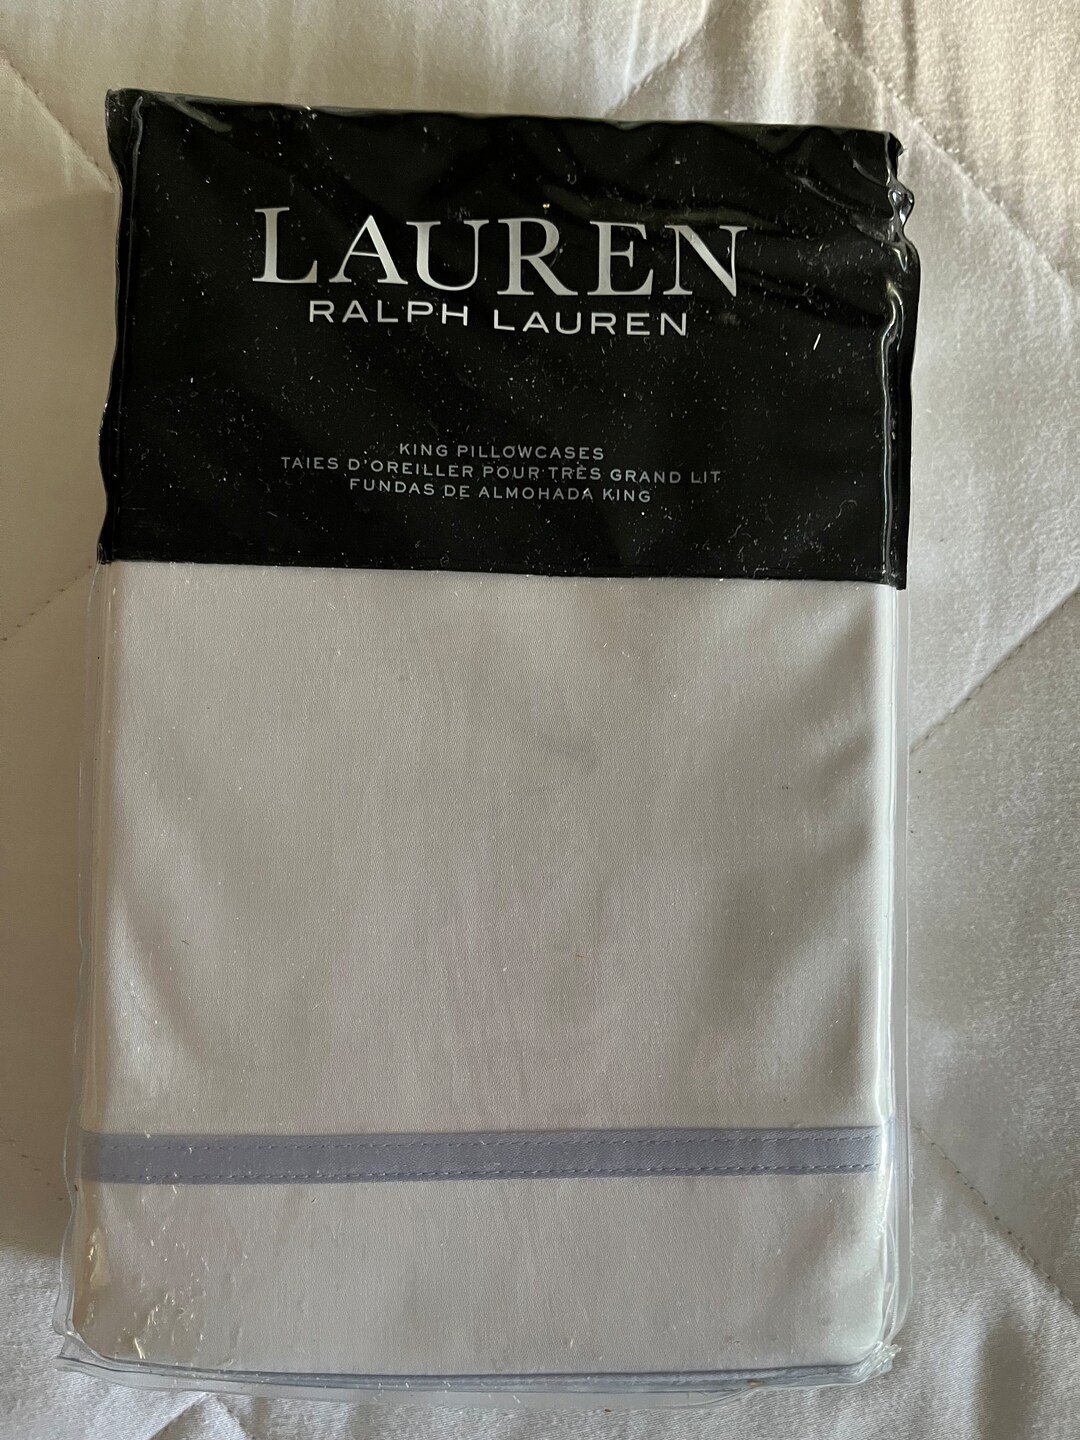 LAUREN
RALPH LAUREN
KING PILLOWCASES
TAIES D'OREILLER POUR TRÈS GRAND LIT
FUNDAS DE ALMOHADA KING